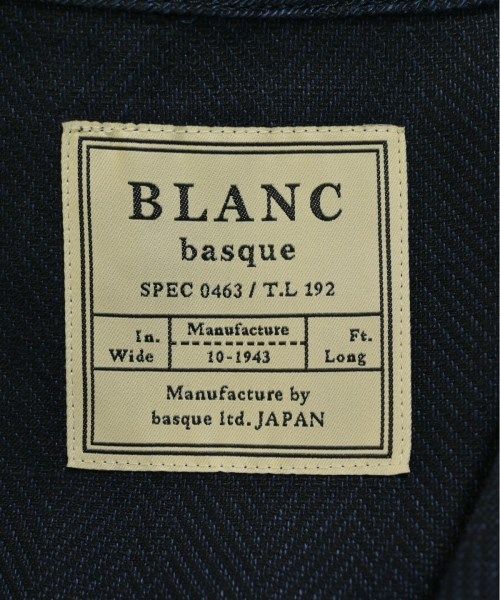 BLANC
basque
SPEC 0463 / T.L 192
In. Wide
Manufacture
10-1943
Ft. Long
Manufacture by
basque ltd. JAPAN